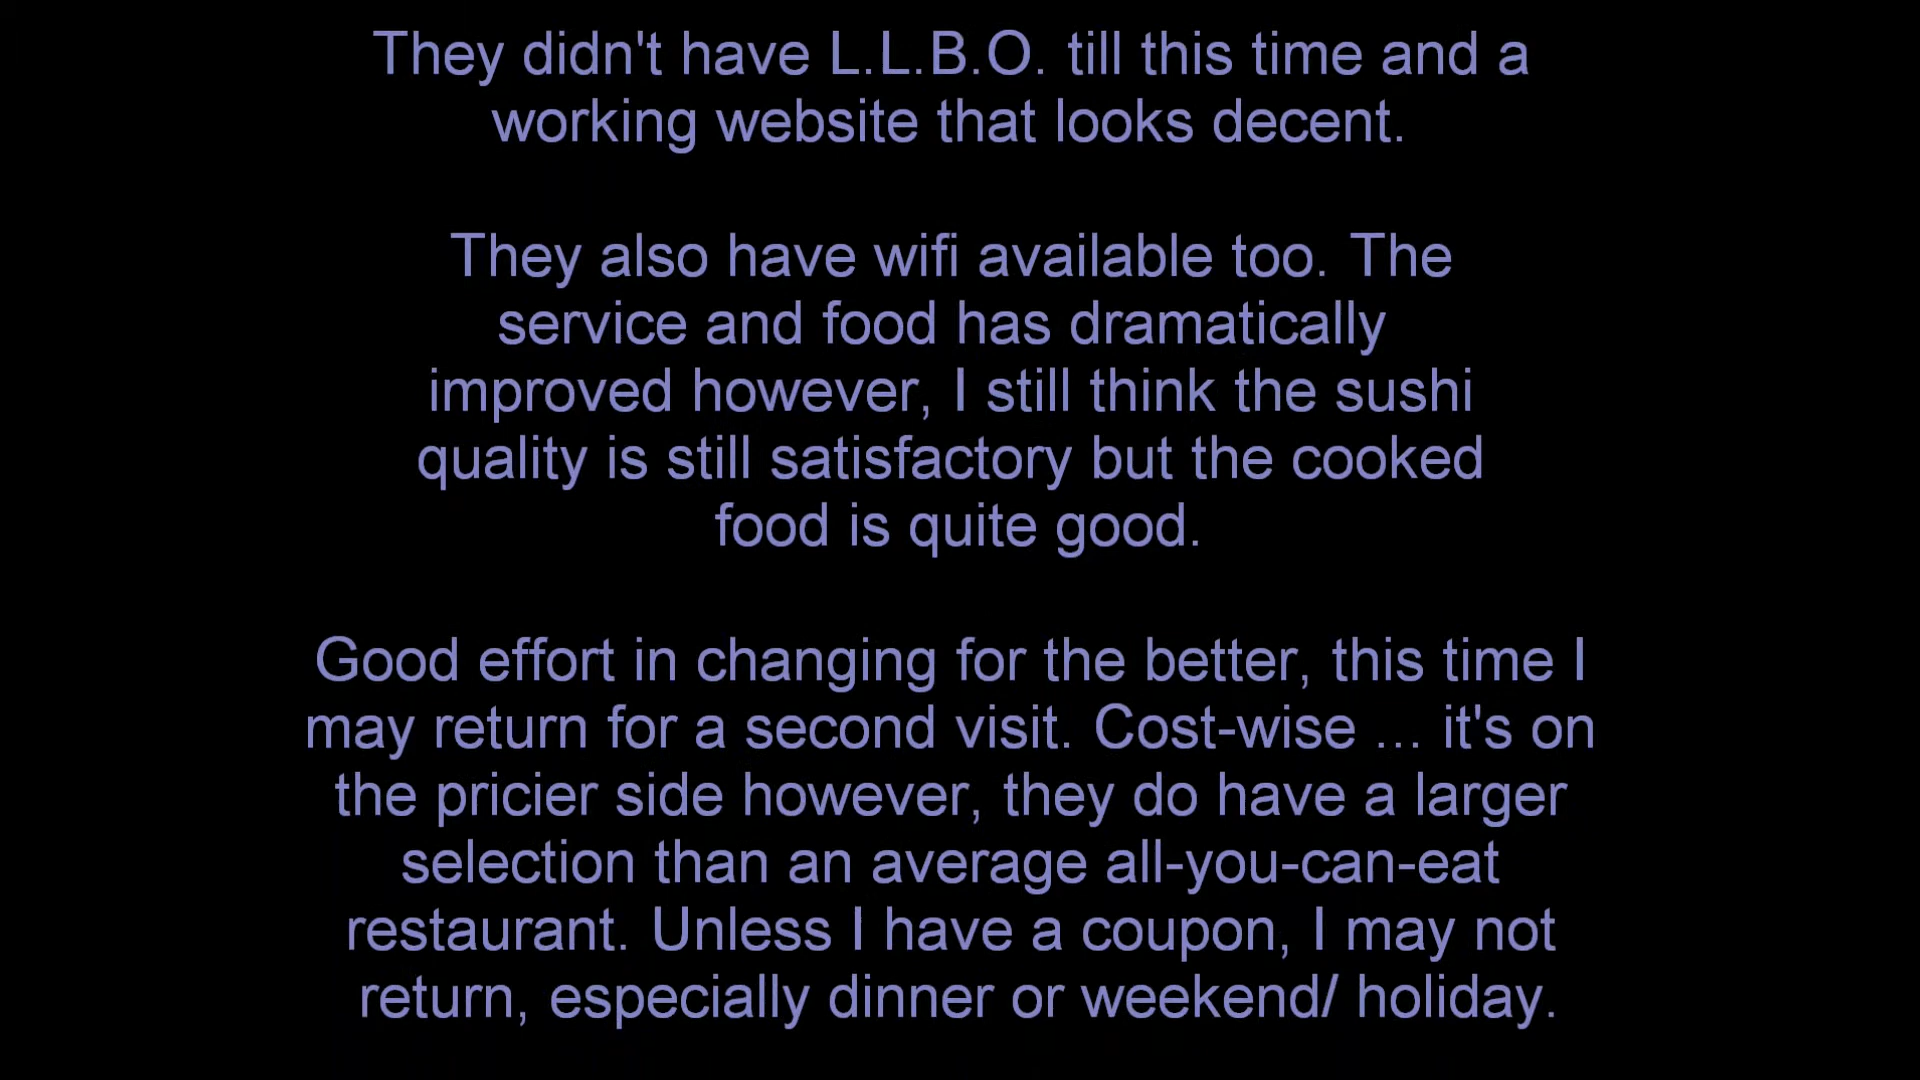 They didn't have L.L.B.O. till this time and a
working website that looks decent.
They also have wifi available too. The
service and food has dramatically
improved however, I still think the sushi
quality is still satisfactory but the cooked
food is quite good.
Good effort in changing for the better, this time I
may return for a second visit. Cost-wise ... it's on
the pricier side however, they do have a larger
selection than an average all-you-can-eat
restaurant. Unless I have a coupon, I may not
return, especially dinner or weekend/ holiday.